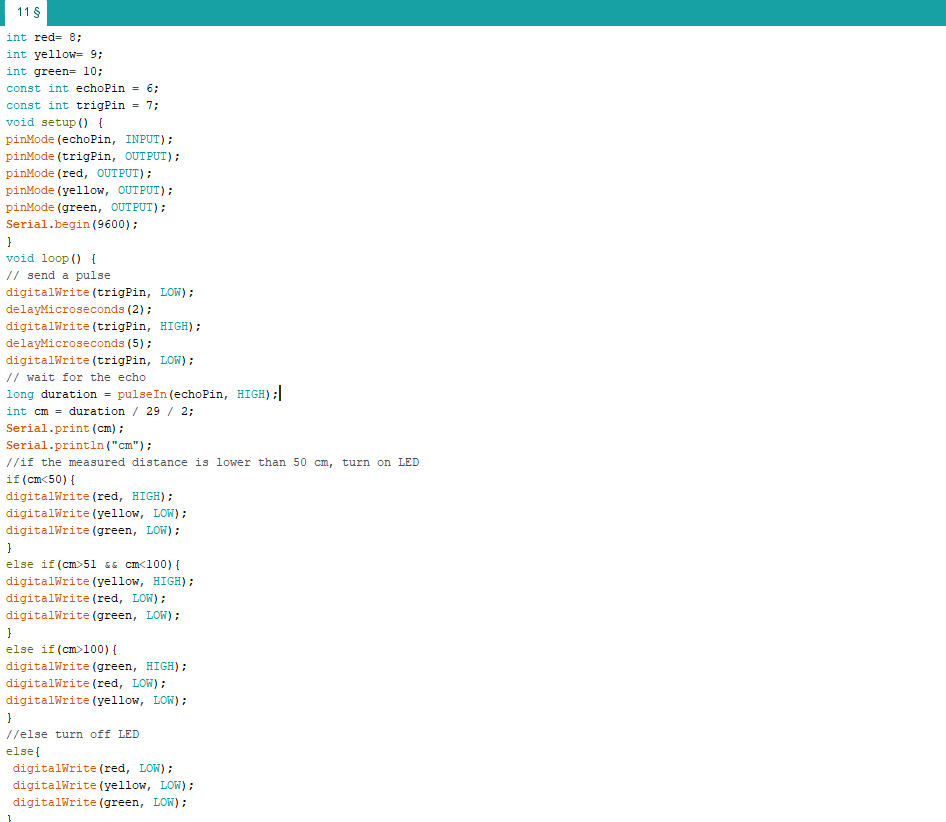 11 §
int red= 8;
int yellow= 9;
int green= 10;
const int echoPin = 6;
const int trigPin = 7;
void setup() {
pinMode(echoPin, INPUT);
pinMode(trigPin, OUTPUT);
pinMode(red, OUTPUT);
pinMode(yellow, OUTPUT);
pinMode(green, OUTPUT);
Serial.begin(9600);
}
void loop() {
// send a pulse
digitalWrite(trigPin, LOW);
delayMicroseconds(2);
digitalWrite(trigPin, HIGH);
delayMicroseconds(5);
digitalWrite(trigPin, LOW);
// wait for the echo
long duration = pulseIn(echoPin, HIGH);
int cm = duration / 29 / 2;
Serial.print(cm);
Serial.println("cm");
//if the measured distance is lower than 50 cm, turn on LED
if(cm<50){
digitalWrite(red, HIGH);
digitalWrite(yellow, LOW);
digitalWrite(green, LOW);
}
else if(cm>51 && cm<100){
digitalWrite(yellow, HIGH);
digitalWrite(red, LOW);
digitalWrite(green, LOW);
}
else if(cm>100){
digitalWrite(green, HIGH);
digitalWrite(red, LOW);
digitalWrite(yellow, LOW);
}
//else turn off LED
else{
digitalWrite(red, LOW);
digitalWrite(yellow, LOW);
digitalWrite(green, LOW);
}